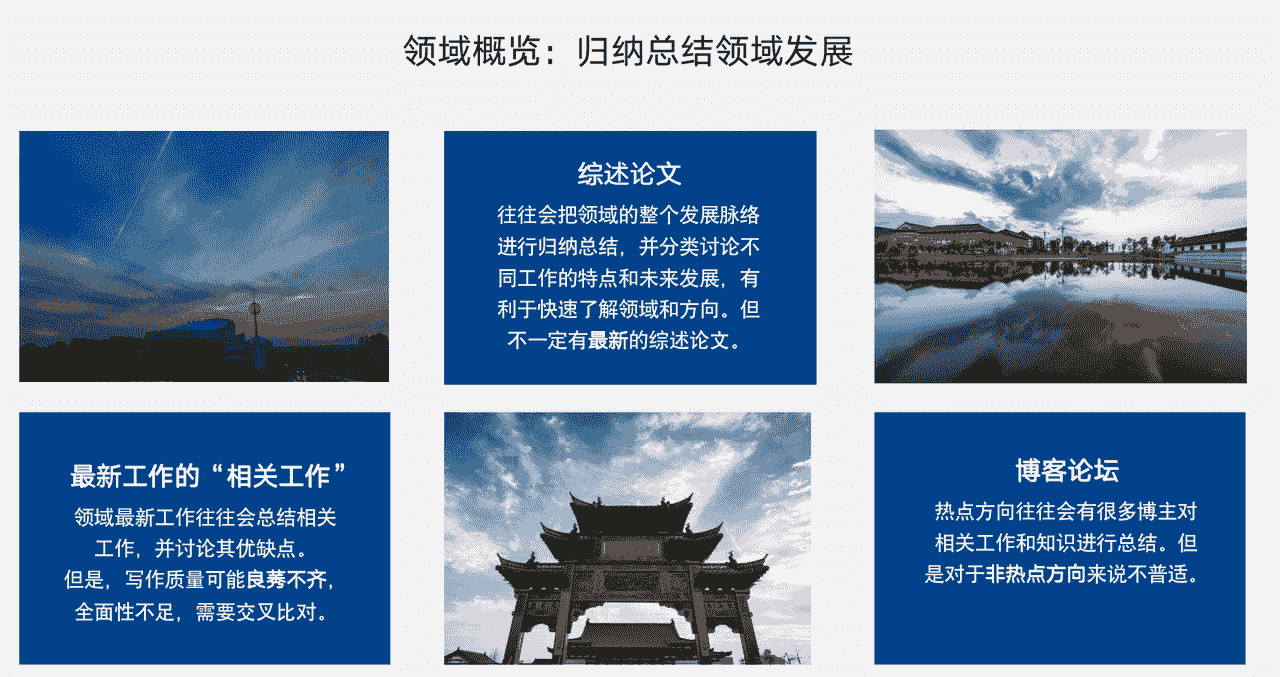 领域概览：归纳总结领域发展
综述论文
往往会把领域的整个发展脉络
进行归纳总结，并分类讨论不
同工作的特点和未来发展，有
利于快速了解领域和方向。但
不一定有最新的综述论文。
最新工作的“相关工作”
领域最新工作往往会总结相关
工作，并讨论其优缺点。
但是，写作质量可能良莠不齐，
全面性不足，需要交叉比对。
博客论坛
热点方向往往会有很多博主对
相关工作和知识进行总结。但
是对于非热点方向来说不普适。